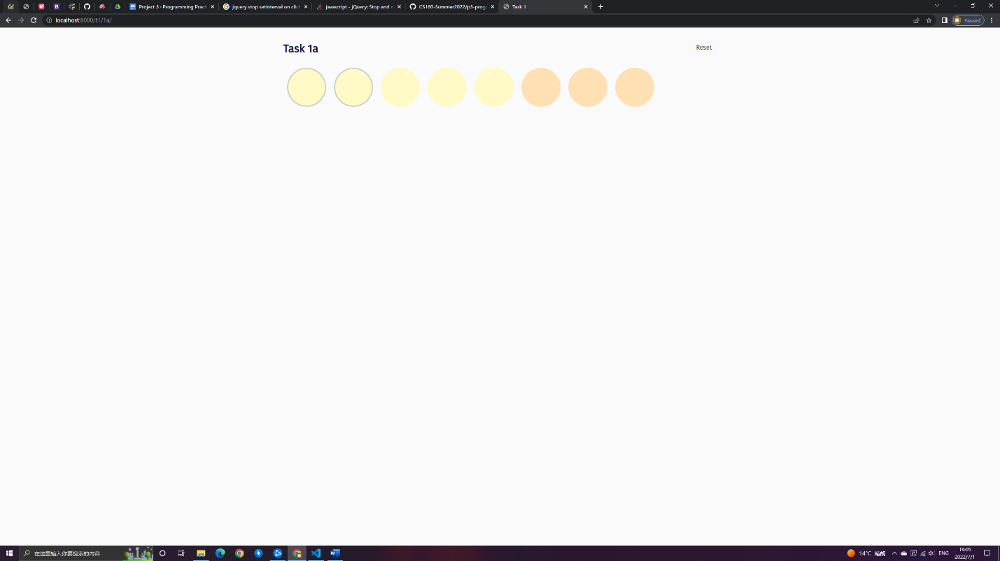 Project 3 - Programming Practi
jquery stop setinterval on click
javascript - jQuery: Stop and s
CS160-Summer2022/p3-progr
Task 1
localhost:8000/t1/1a/
Paused
Task 1a
Reset
在这里输入你要搜索的内容
14°C 晴朗
ENG
19:05
2022/7/1